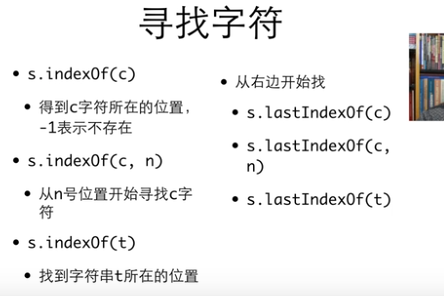 寻找字符
• s.indexOf(c)
• 得到c字符所在的位置，
-1表示不存在
• s.indexOf(c, n)
• 从n号位置开始寻找c字
符
• s.indexOf(t)
• 找到字符串t所在的位置
• 从右边开始找
• s.lastIndexOf(c)
• s.lastIndexOf(c,
n)
• s.lastIndexOf(t)